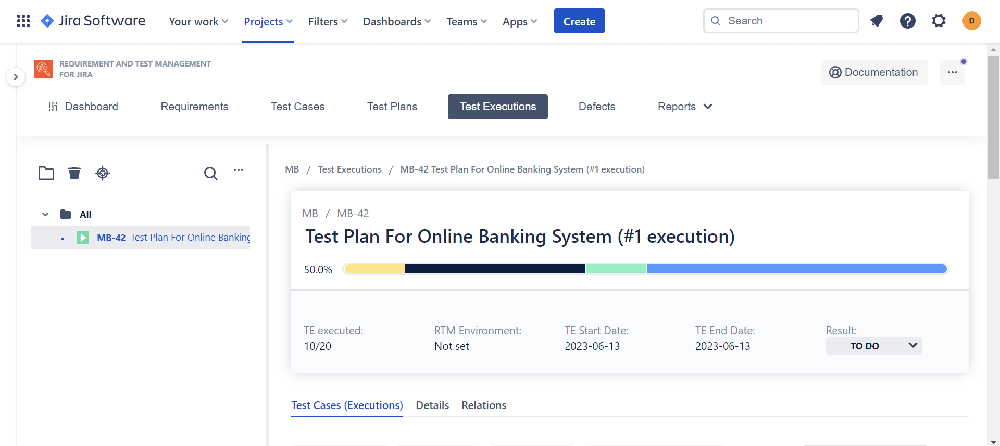 Jira Software Your work Projects Filters Dashboards Teams Apps Create Search D
REQUIREMENT AND TEST MANAGEMENT
FOR JIRA
Documentation
Dashboard Requirements Test Cases Test Plans Test Executions Defects Reports
MB / Test Executions / MB-42 Test Plan For Online Banking System (#1 execution)
All
MB-42 Test Plan For Online Banking
MB / MB-42
Test Plan For Online Banking System (#1 execution)
50.0%
TE executed: RTM Environment: TE Start Date: TE End Date: Result:
10/20 Not set 2023-06-13 2023-06-13 TO DO
Test Cases (Executions) Details Relations